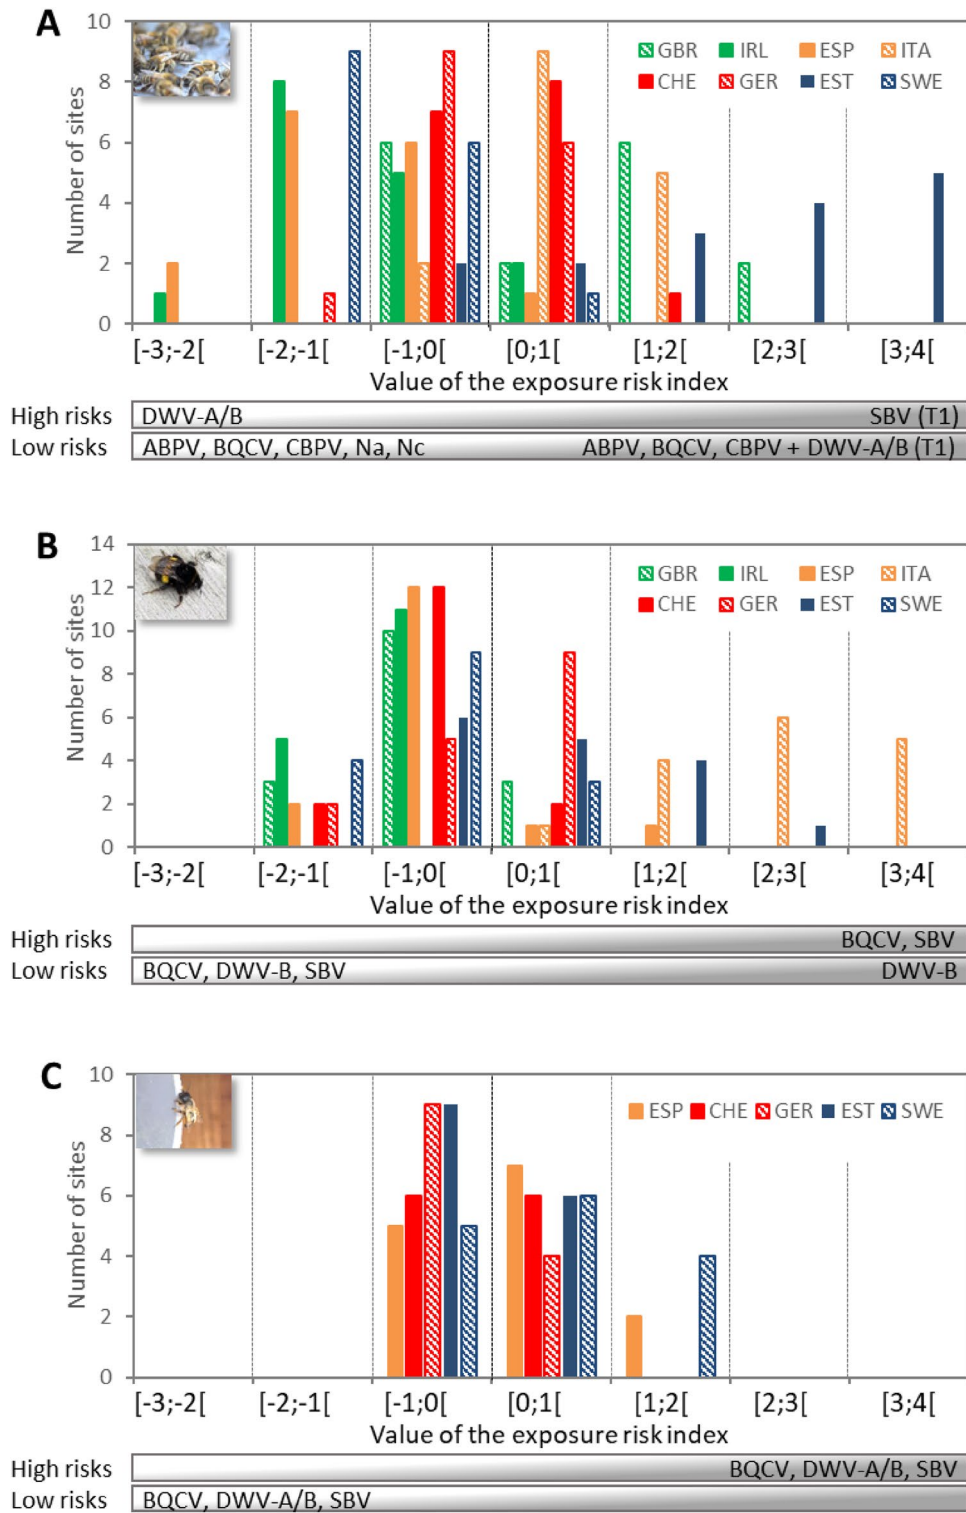 A
10
GBR IRL ESP ITA
CHE GER EST SWE
8
6
4
2
0
Number of sites
[-3;-2[ [-2;-1[ [-1;0[ [0;1[ [1;2[ [2;3[ [3;4[
Value of the exposure risk index
High risks DWV-A/B SBV (T1)
Low risks ABPV, BQCV, CBPV, Na, Nc ABPV, BQCV, CBPV + DWV-A/B (T1)
B
14
GBR IRL ESP ITA
CHE GER EST SWE
12
10
8
6
4
2
0
Number of sites
[-3;-2[ [-2;-1[ [-1;0[ [0;1[ [1;2[ [2;3[ [3;4[
Value of the exposure risk index
High risks BQCV, SBV
Low risks BQCV, DWV-B, SBV DWV-B
C
10
ESP CHE GER EST SWE
8
6
4
2
0
Number of sites
[-3;-2[ [-2;-1[ [-1;0[ [0;1[ [1;2[ [2;3[ [3;4[
Value of the exposure risk index
High risks BQCV, DWV-A/B, SBV
Low risks BQCV, DWV-A/B, SBV